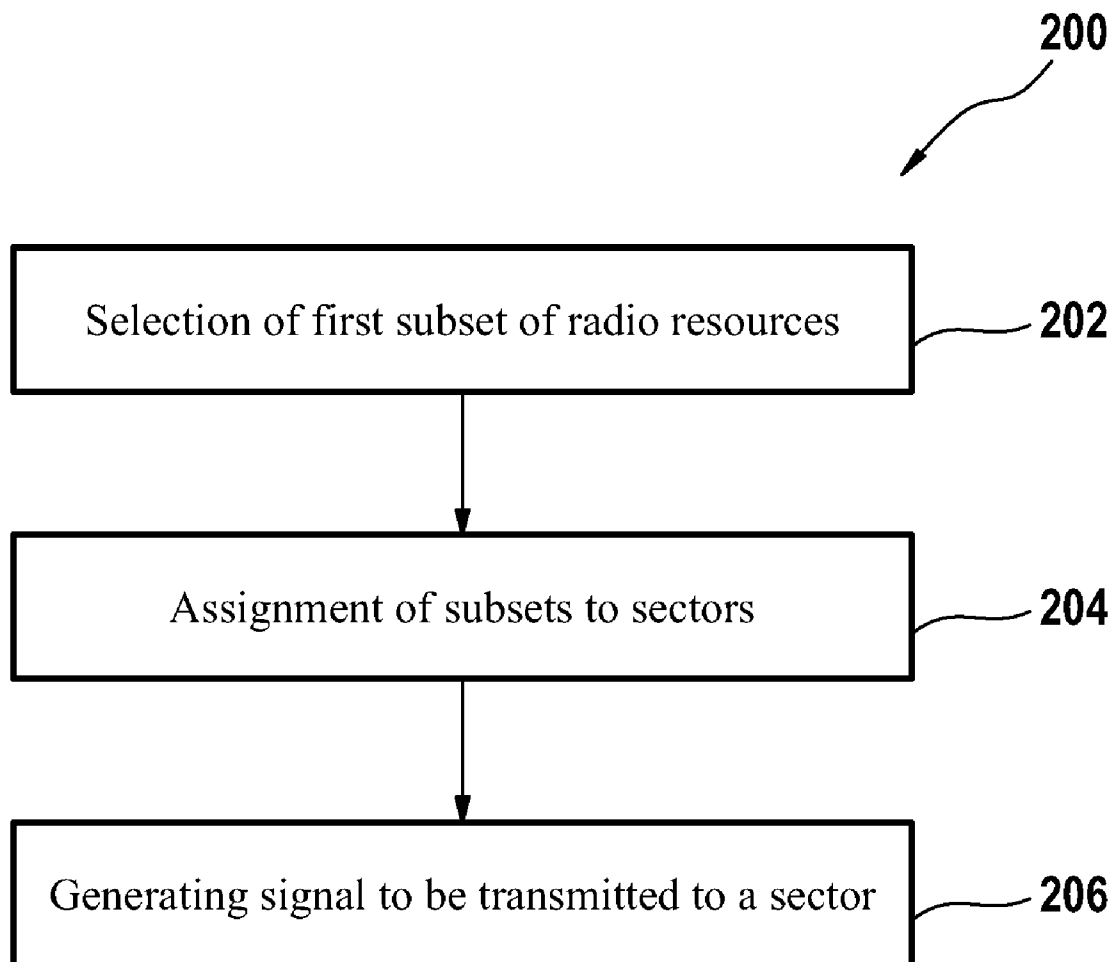 200
Selection of first subset of radio resources
202
Assignment of subsets to sectors
204
Generating signal to be transmitted to a sector
206